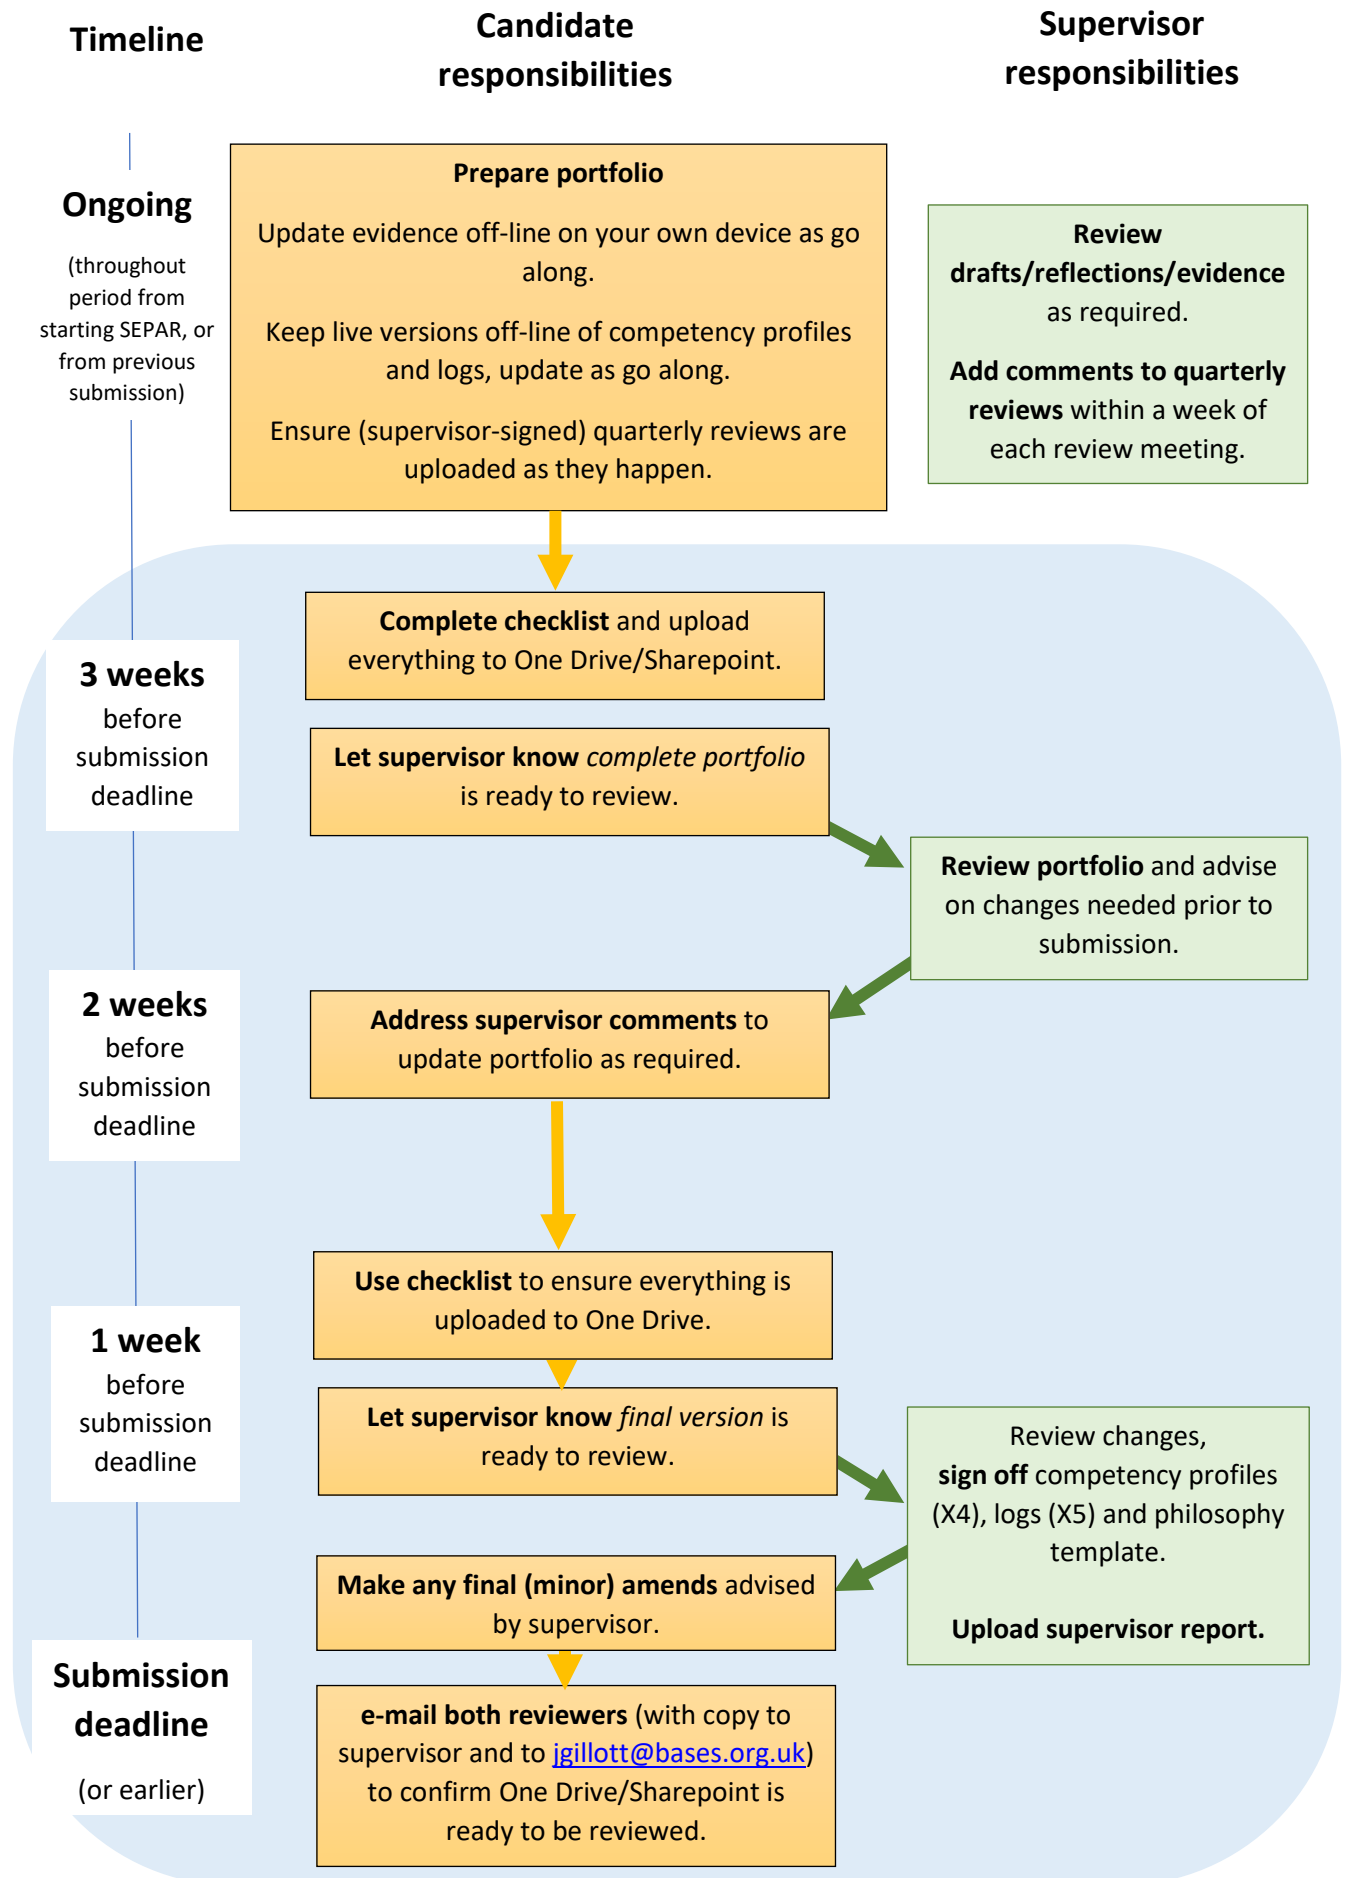 Timeline
Candidate
responsibilities
Supervisor
responsibilities
Ongoing
(throughout
period from
starting SEPAR, or
from previous
submission)
Prepare portfolio
Update evidence off-line on your own device as go
along.
Keep live versions off-line of competency profiles
and logs, update as go along.
Ensure (supervisor-signed) quarterly reviews are
uploaded as they happen.
Review
drafts/reflections/evidence
as required.
Add comments to quarterly
reviews within a week of
each review meeting.
3 weeks
before
submission
deadline
Complete checklist and upload
everything to One Drive/Sharepoint.
Let supervisor know complete portfolio
is ready to review.
Review portfolio and advise
on changes needed prior to
submission.
2 weeks
before
submission
deadline
Address supervisor comments to
update portfolio as required.
1 week
before
submission
deadline
Use checklist to ensure everything is
uploaded to One Drive.
Let supervisor know final version is
ready to review.
Review changes,
sign off competency profiles
(X4), logs (X5) and philosophy
template.
Upload supervisor report.
Make any final (minor) amends advised
by supervisor.
Submission
deadline
(or earlier)
e-mail both reviewers (with copy to
supervisor and to jgillott@bases.org.uk)
to confirm One Drive/Sharepoint is
ready to be reviewed.